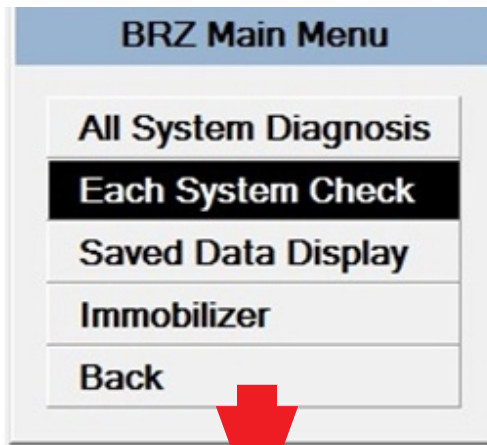 BRZ Main Menu
All System Diagnosis
Each System Check
Saved Data Display
Immobilizer
Back